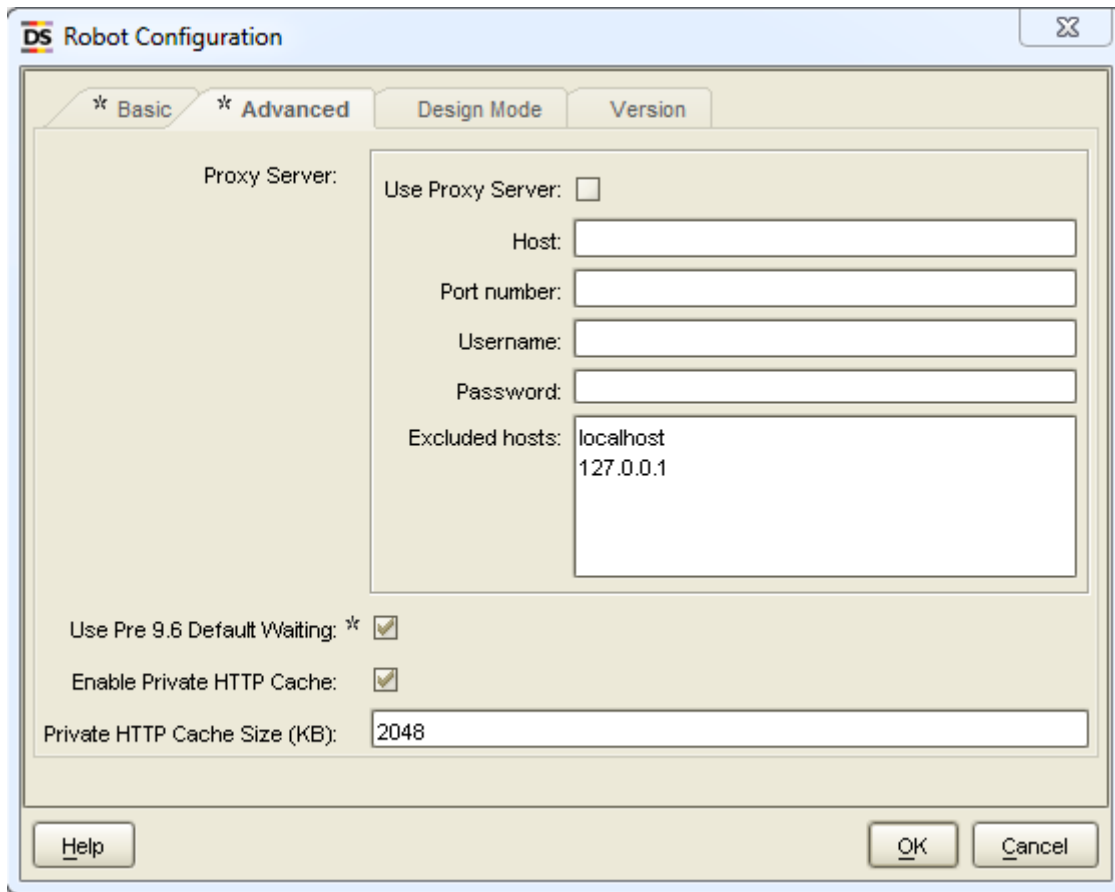 DS Robot Configuration
* Basic * Advanced Design Mode Version
Proxy Server:
Use Proxy Server:
Host:
Port number:
Username:
Password:
Excluded hosts: localhost
127.0.0.1
Use Pre 9.6 Default Waiting: *
Enable Private HTTP Cache:
Private HTTP Cache Size (KB): 2048
Help OK Cancel